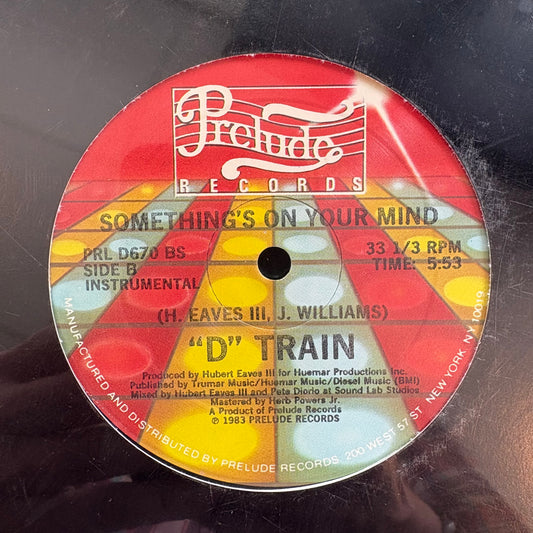 Prelude
RECORDS
SOMETHING'S ON YOUR MIND
PRL D670 BS
SIDE B
INSTRUMENTAL
33 1/3 RPM
TIME: 5:53
(H. EAVES III, J. WILLIAMS)
"D" TRAIN
Produced by Hubert Eaves III for Huemar Productions Inc.
Published by Trumar Music/Huemar Music/Diesel Music (BMI)
Mixed by Hubert Eaves III and Pete Diorio at Sound Lab Studios
Mastered by Herb Powers Jr.
A Product of Prelude Records
℗ 1983 PRELUDE RECORDS
MANUFACTURED AND DISTRIBUTED BY PRELUDE RECORDS, 200 WEST 57 ST. NEW YORK, NY 10019